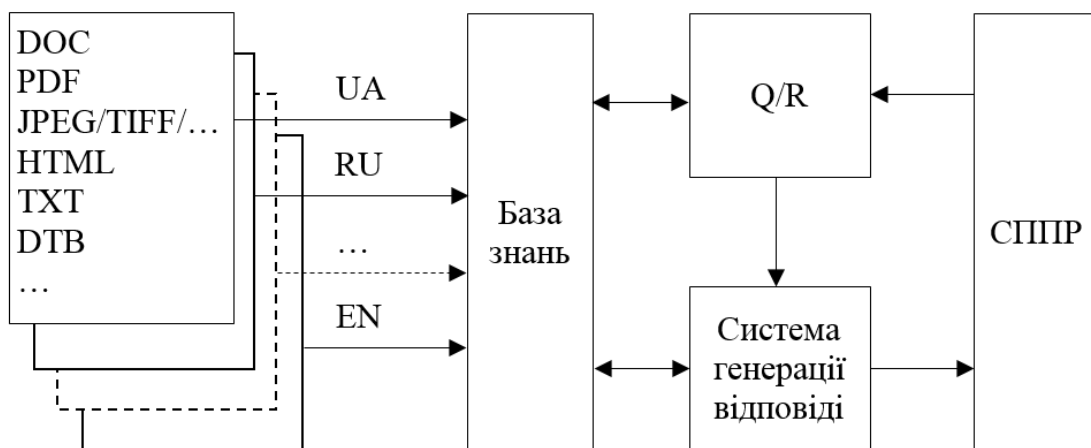 DOC
PDF
JPEG/TIFF/…
HTML
TXT
DTB
…
UA
RU
…
EN
База
знань
Q/R
Система
генерації
відповіді
СППР